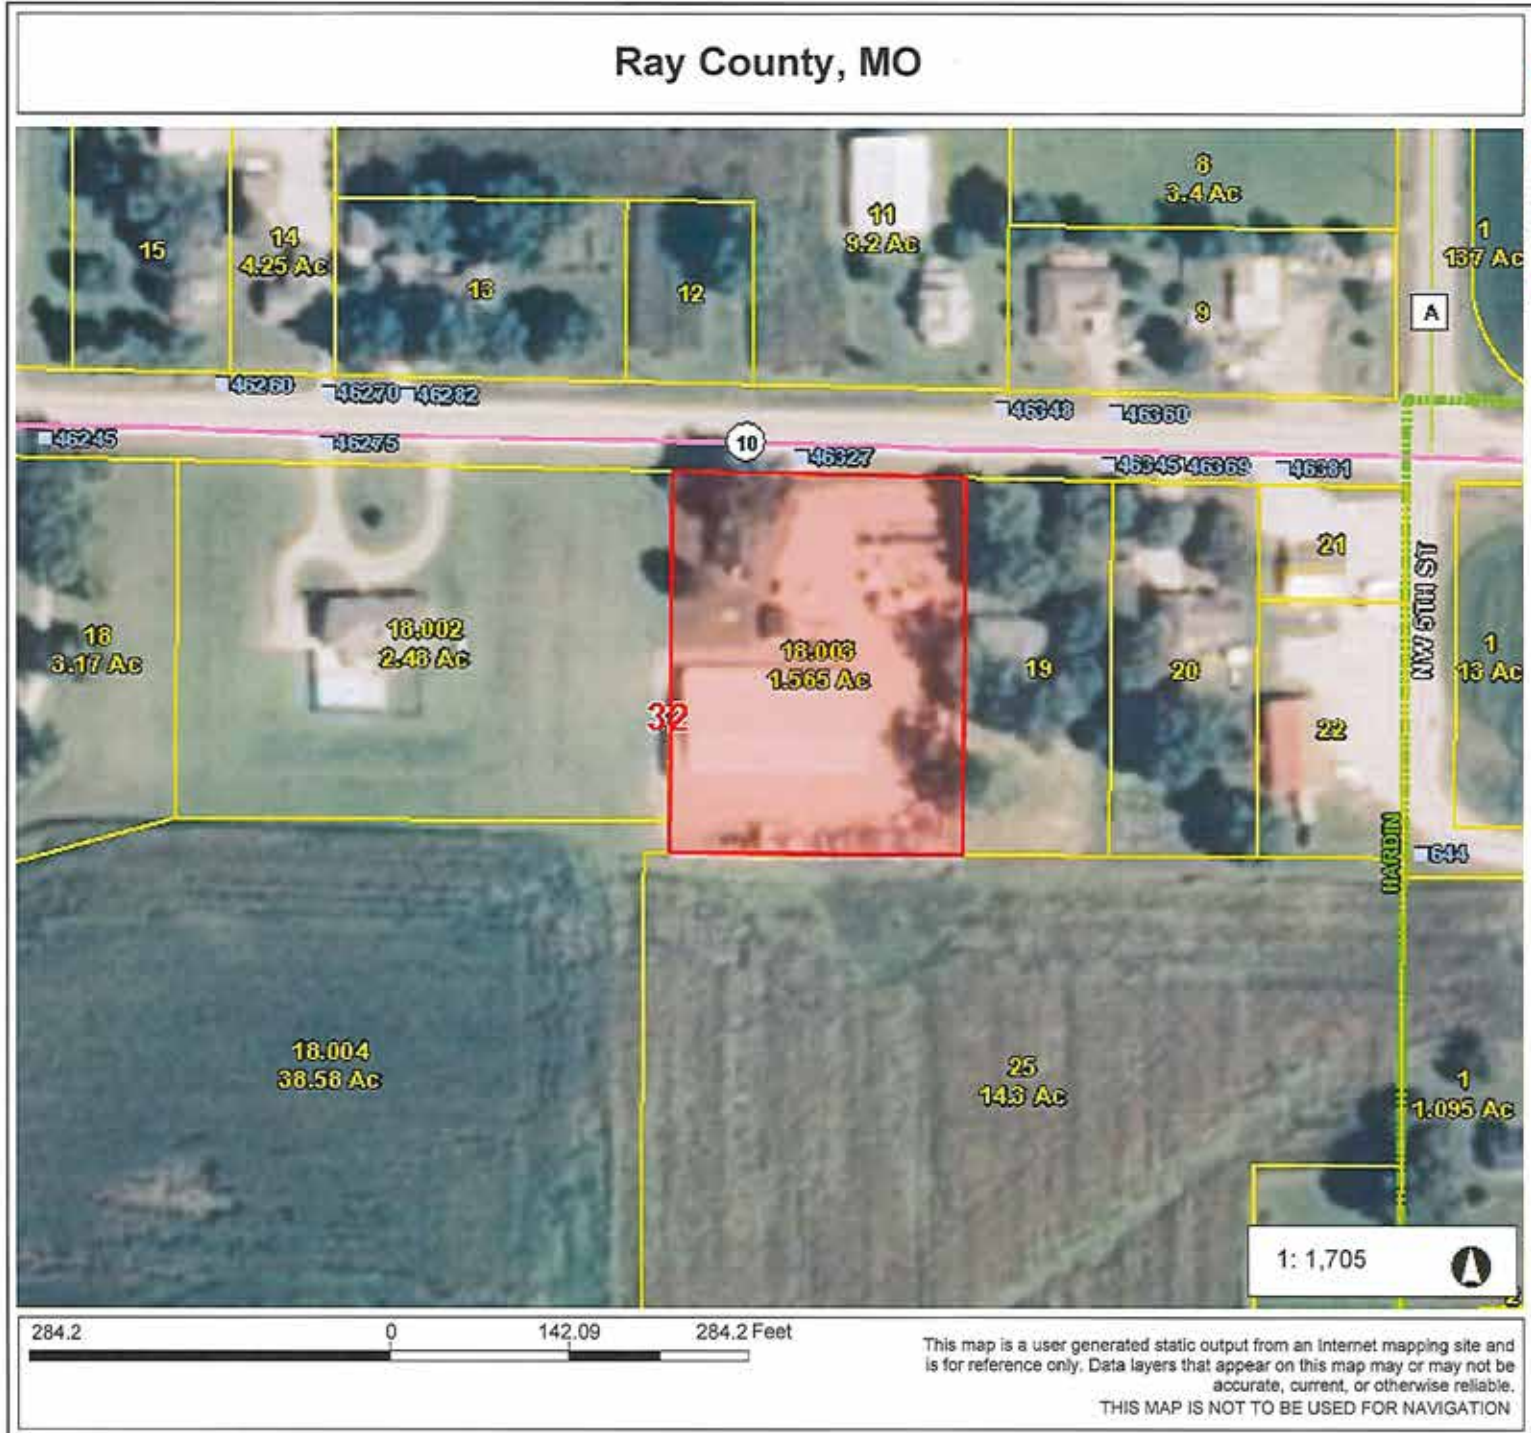 Ray County, MO
8
3.4 Ac
11
9.2 Ac
1
137 Ac
14
4.25 Ac
15
13
12
9
A
46260
46270
46282
46348
46360
46245
46275
10
46327
46345
46369
46381
21
NW 5TH ST
18
3.17 Ac
18.002
2.48 Ac
18.003
1.565 Ac
19
20
1
13 Ac
32
22
HARDIN
644
18.004
38.58 Ac
25
14.3 Ac
1
1.095 Ac
1: 1,705
2
284.2
0
142.09
284.2 Feet
This map is a user generated static output from an Internet mapping site and
is for reference only. Data layers that appear on this map may or may not be
accurate, current, or otherwise reliable.
THIS MAP IS NOT TO BE USED FOR NAVIGATION